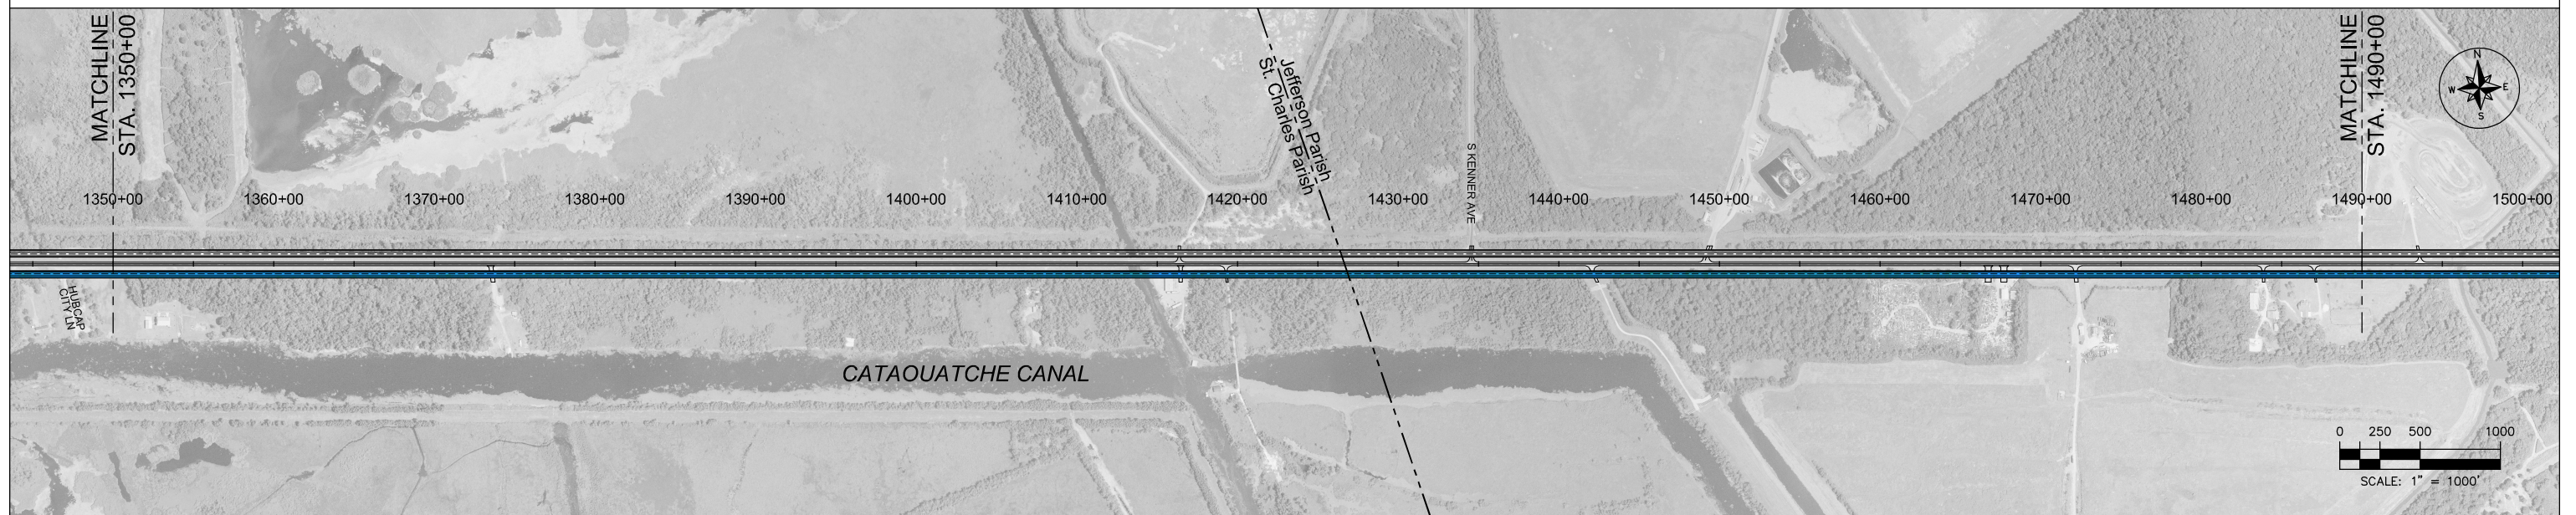 MATCHLINE
STA. 1350+00
Jefferson Parish
St. Charles Parish
S KENNER AVE
MATCHLINE
STA. 1490+00
N
W E
S
1350+00 1360+00 1370+00 1380+00 1390+00 1400+00 1410+00 1420+00 1430+00 1440+00 1450+00 1460+00 1470+00 1480+00 1490+00 1500+00
HUBCAP
CITY LN
CATAOUATCHE CANAL
0 250 500 1000
SCALE: 1" = 1000'